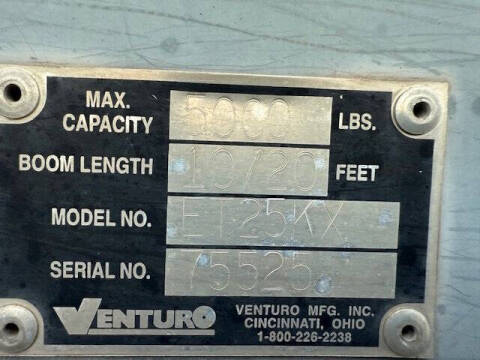 MAX. CAPACITY 5000 LBS.
BOOM LENGTH 10/20 FEET
MODEL NO. ET25KX
SERIAL NO. 75525
VENTURO VENTURO MFG. INC.
CINCINNATI, OHIO
1-800-226-2238